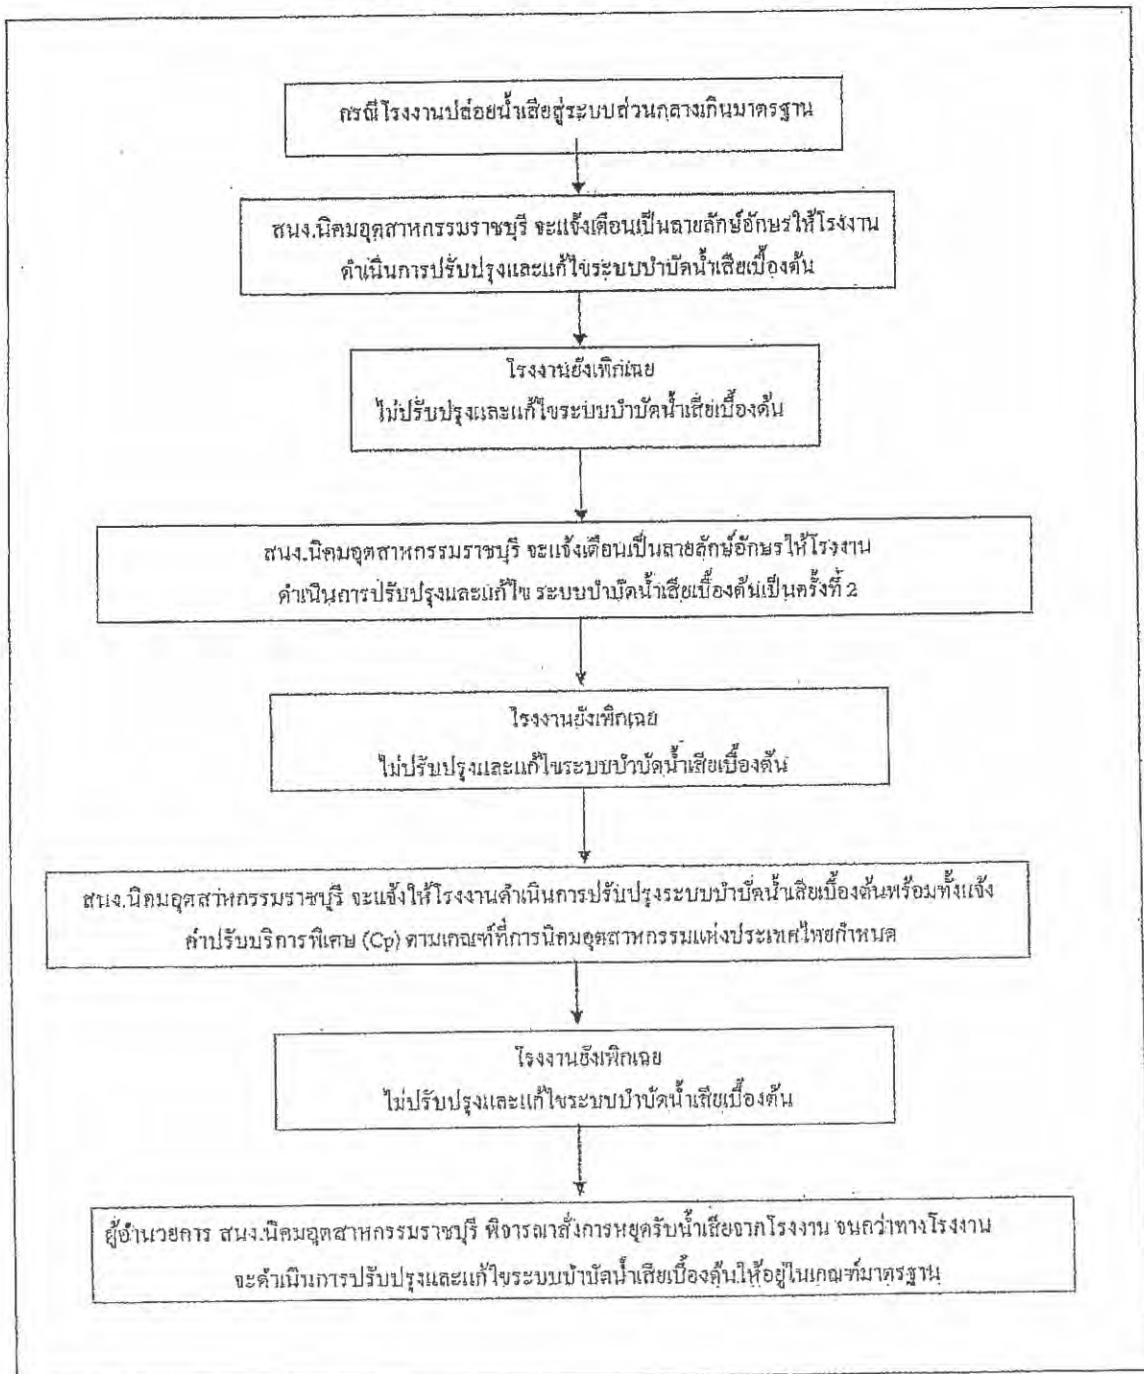 กรณีโรงงานปล่อยน้ำเสียสู่ระบบส่วนกลางเกินมาตรฐาน
สนง.นิคมอุตสาหกรรมราชบุรี จะแจ้งเตือนเป็นลายลักษ์อักษรให้โรงงาน
ดำเนินการปรับปรุงและแก้ไขระบบบำบัดน้ำเสียเบื้องต้น
โรงงานยังเพิกเฉย
ไม่ปรับปรุงและแก้ไขระบบบำบัดน้ำเสียเบื้องต้น
สนง.นิคมอุตสาหกรรมราชบุรี จะแจ้งเตือนเป็นลายลักษ์อักษรให้โรงงาน
ดำเนินการปรับปรุงและแก้ไข ระบบบำบัดน้ำเสียเบื้องต้นเป็นครั้งที่ 2
โรงงานยังเพิกเฉย
ไม่ปรับปรุงและแก้ไขระบบบำบัดน้ำเสียเบื้องต้น
สนง.นิคมอุตสาหกรรมราชบุรี จะแจ้งให้โรงงานดำเนินการปรับปรุงระบบบำบัดน้ำเสียเบื้องต้นพร้อมทั้งแจ้ง
ค่าปรับบริการพิเศษ (Cp) ตามเกณฑ์ที่การนิคมอุตสาหกรรมแห่งประเทศไทยกำหนด
โรงงานยังเพิกเฉย
ไม่ปรับปรุงและแก้ไขระบบบำบัดน้ำเสียเบื้องต้น
ผู้อำนวยการ สนง.นิคมอุตสาหกรรมราชบุรี พิจารณาสั่งการหยุดรับน้ำเสียจากโรงงาน จนกว่าทางโรงงาน
จะดำเนินการปรับปรุงและแก้ไขระบบบำบัดน้ำเสียเบื้องต้นให้อยู่ในเกณฑ์มาตรฐาน